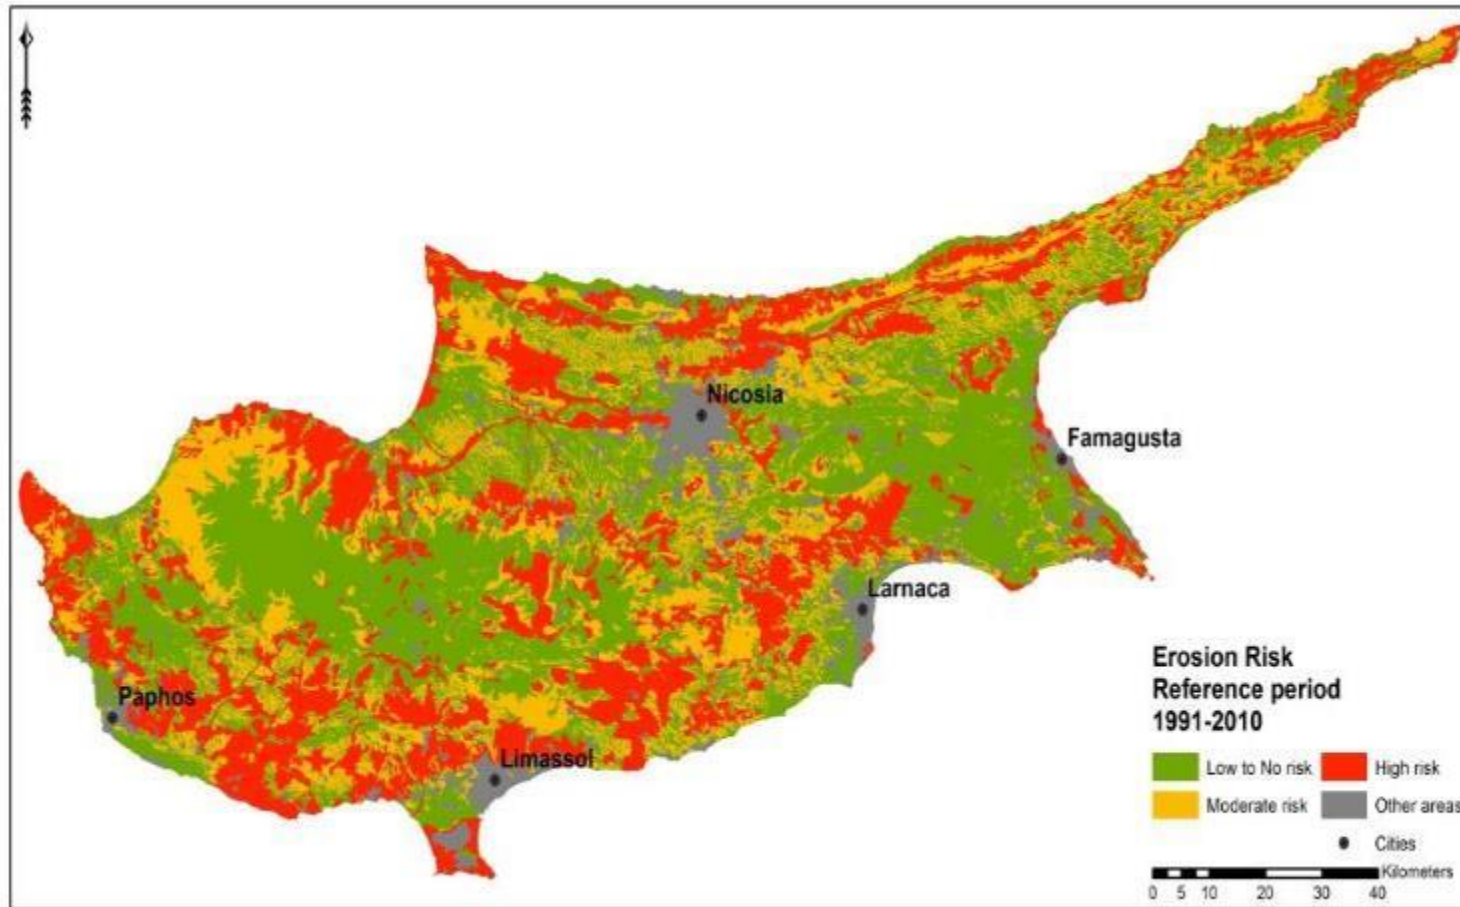 Nicosia
Famagusta
Larnaca
Paphos
Limassol
Erosion Risk
Reference period
1991-2010
Low to No risk
High risk
Moderate risk
Other areas
Cities
Kilometers
0 5 10 20 30 40